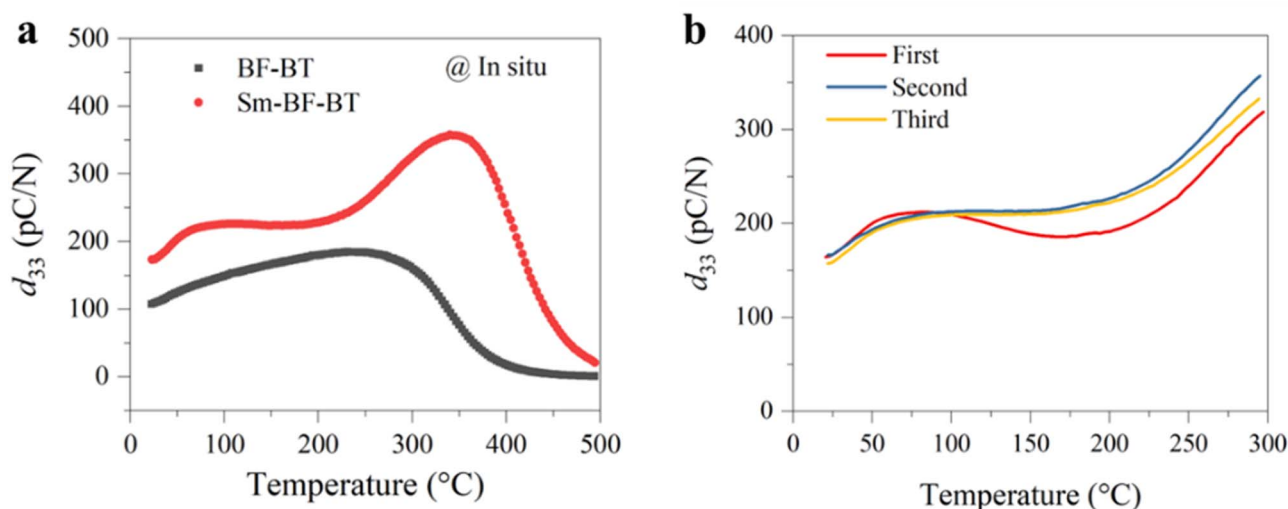 a
500
400
300
200
100
0
d33 (pC/N)
BF-BT
Sm-BF-BT
@ In situ
0 100 200 300 400 500
Temperature (°C)
b
400
300
200
100
0
d33 (pC/N)
First
Second
Third
0 50 100 150 200 250 300
Temperature (°C)